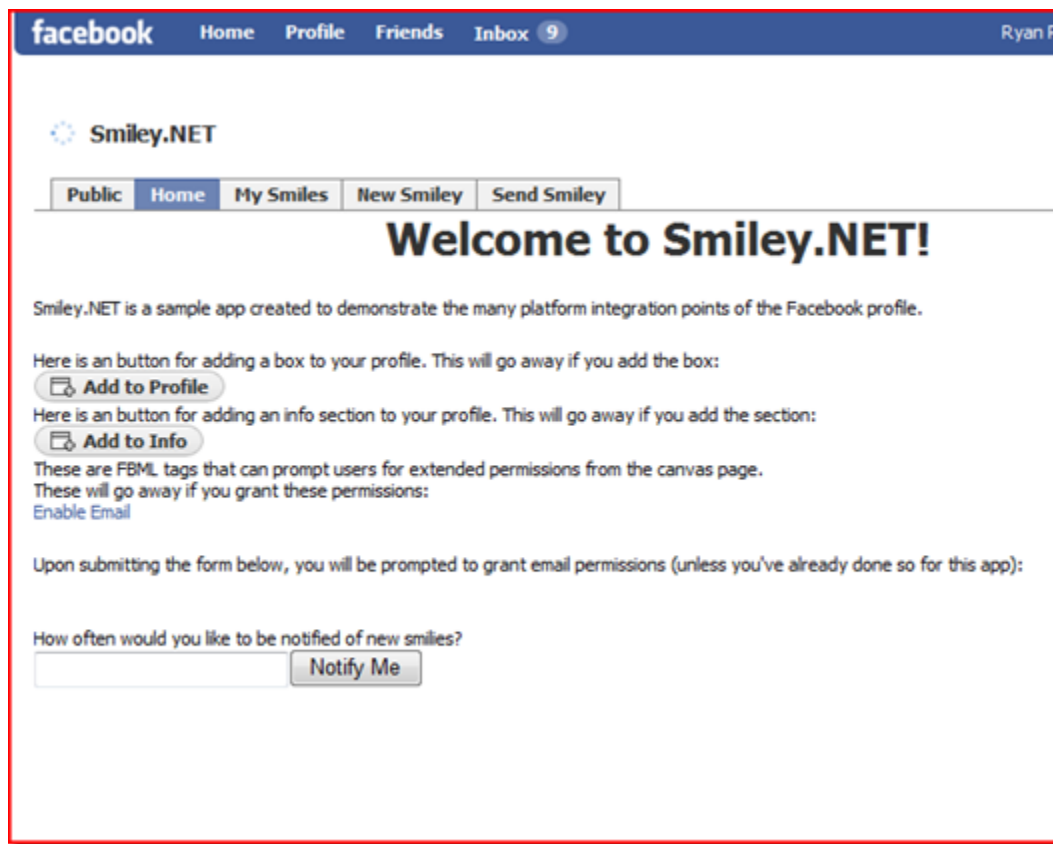 facebook Home Profile Friends Inbox 9 Ryan
Smiley.NET
Public Home My Smiles New Smiley Send Smiley
Welcome to Smiley.NET!
Smiley.NET is a sample app created to demonstrate the many platform integration points of the Facebook profile.
Here is an button for adding a box to your profile. This will go away if you add the box:
Add to Profile
Here is an button for adding an info section to your profile. This will go away if you add the section:
Add to Info
These are FBML tags that can prompt users for extended permissions from the canvas page.
These will go away if you grant these permissions:
Enable Email
Upon submitting the form below, you will be prompted to grant email permissions (unless you've already done so for this app):
How often would you like to be notified of new smilies?
Notify Me